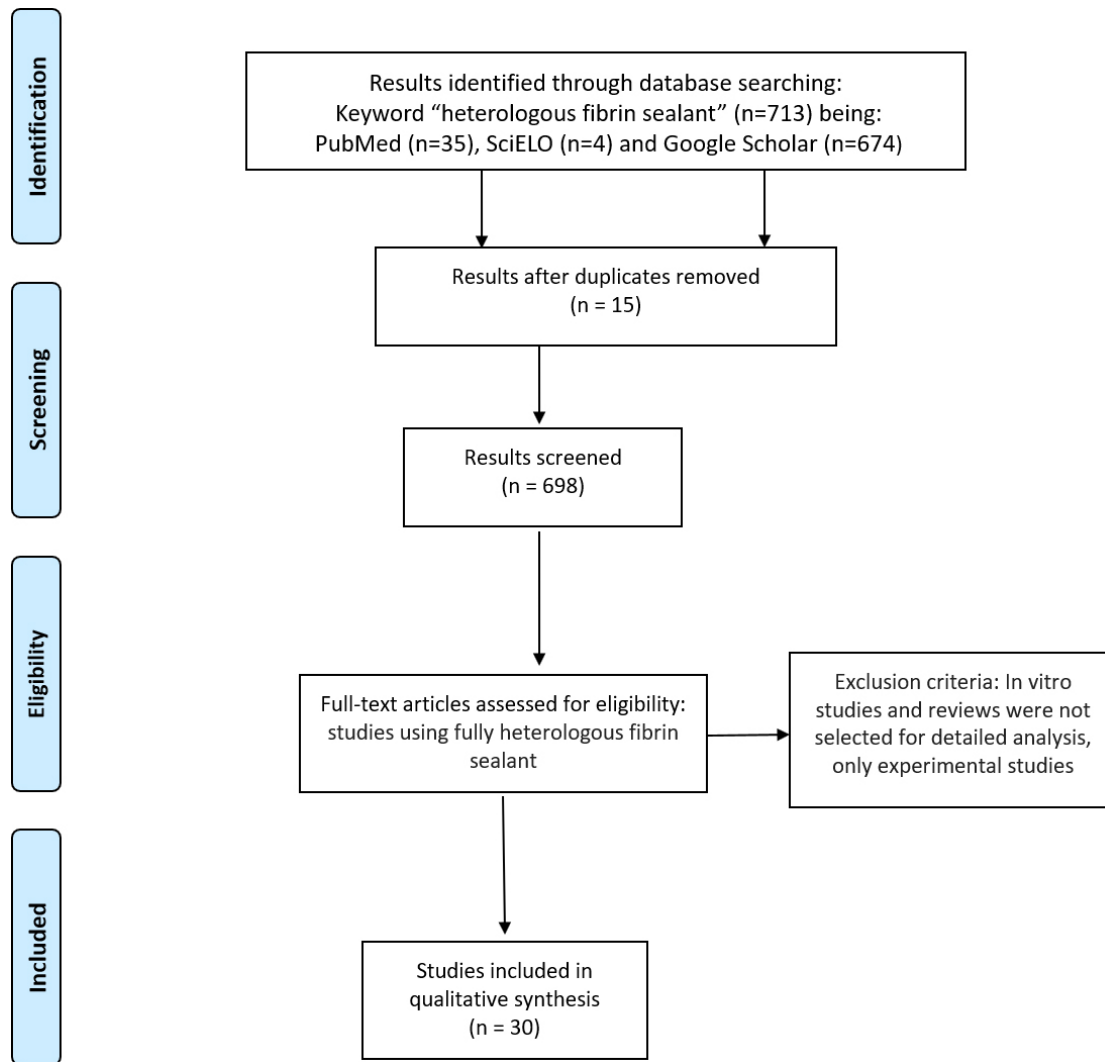 Identification
Results identified through database searching:
Keyword “heterologous fibrin sealant” (n=713) being:
PubMed (n=35), SciELO (n=4) and Google Scholar (n=674)
Results after duplicates removed
(n = 15)
Screening
Results screened
(n = 698)
Eligibility
Full-text articles assessed for eligibility:
studies using fully heterologous fibrin
sealant
Exclusion criteria: In vitro
studies and reviews were not
selected for detailed analysis,
only experimental studies
Included
Studies included in
qualitative synthesis
(n = 30)